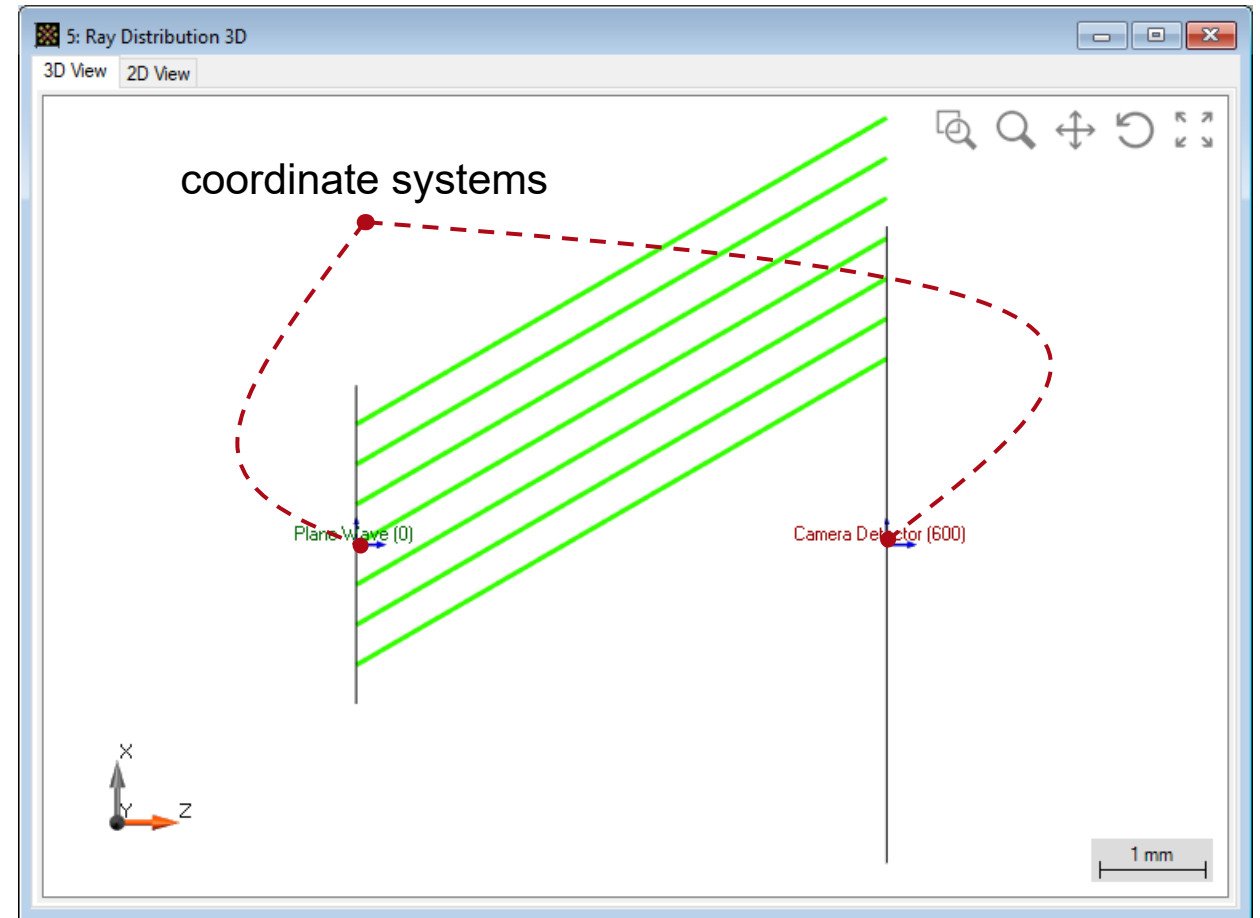 5: Ray Distribution 3D
3D View 2D View
coordinate systems
Plane Wave (0)
Camera Detector (600)
X
Y
Z
1 mm